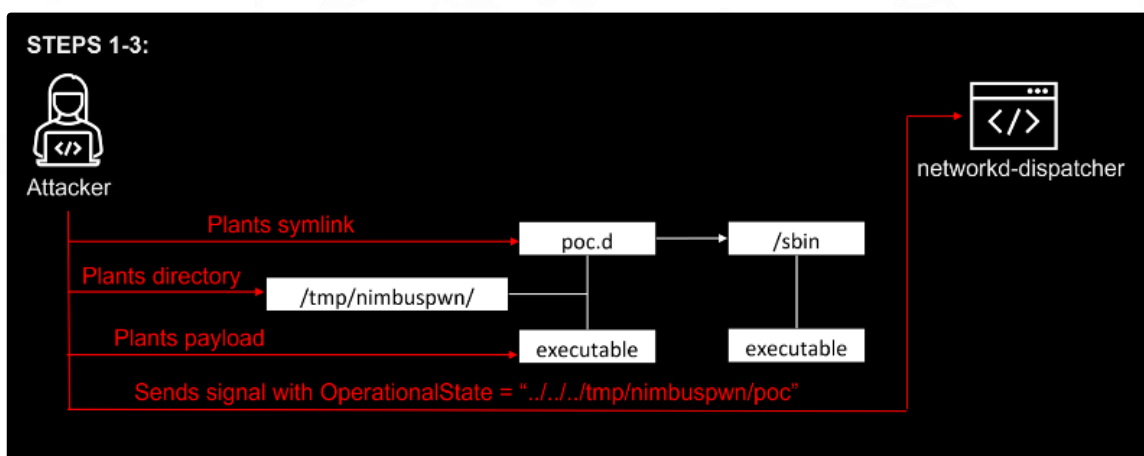 STEPS 1-3:
Attacker
networkd-dispatcher
Plants symlink
poc.d
/sbin
Plants directory
/tmp/nimbuspwn/
Plants payload
executable
executable
Sends signal with OperationalState = “../../../tmp/nimbuspwn/poc”